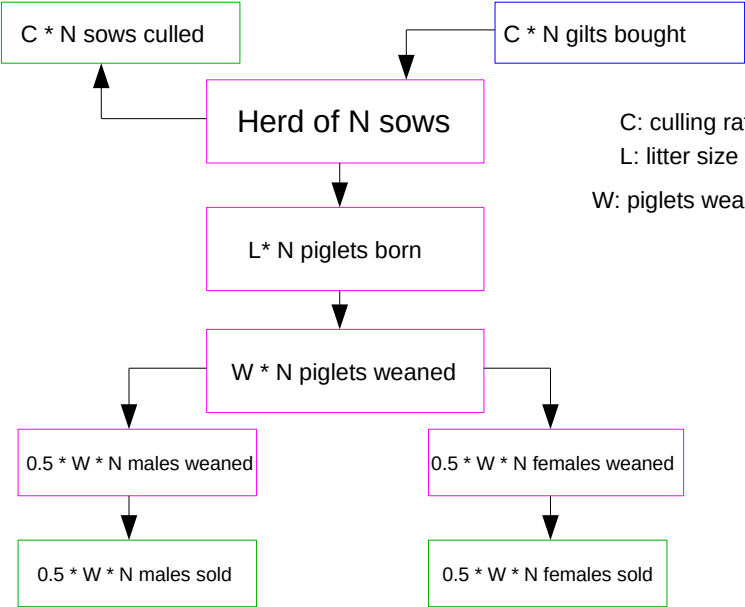 C * N sows culled
C * N gilts bought
Herd of N sows
C: culling
L: litter size
W: piglets
L* N piglets born
W * N piglets weaned
0.5 * W * N males weaned
0.5 * W * N females weaned
0.5 * W * N males sold
0.5 * W * N females sold